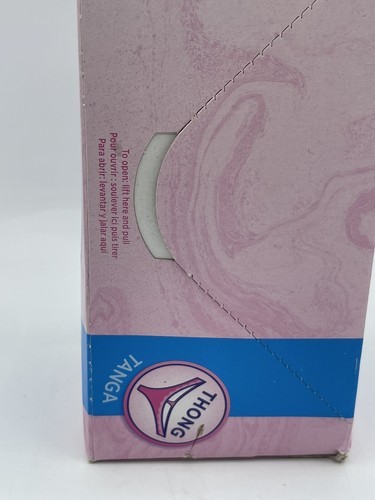 To open: lift here and pull
Pour ouvrir : soulever ici puis tirer
Para abrir: levantar y jalar aquí
THONG
TANGA